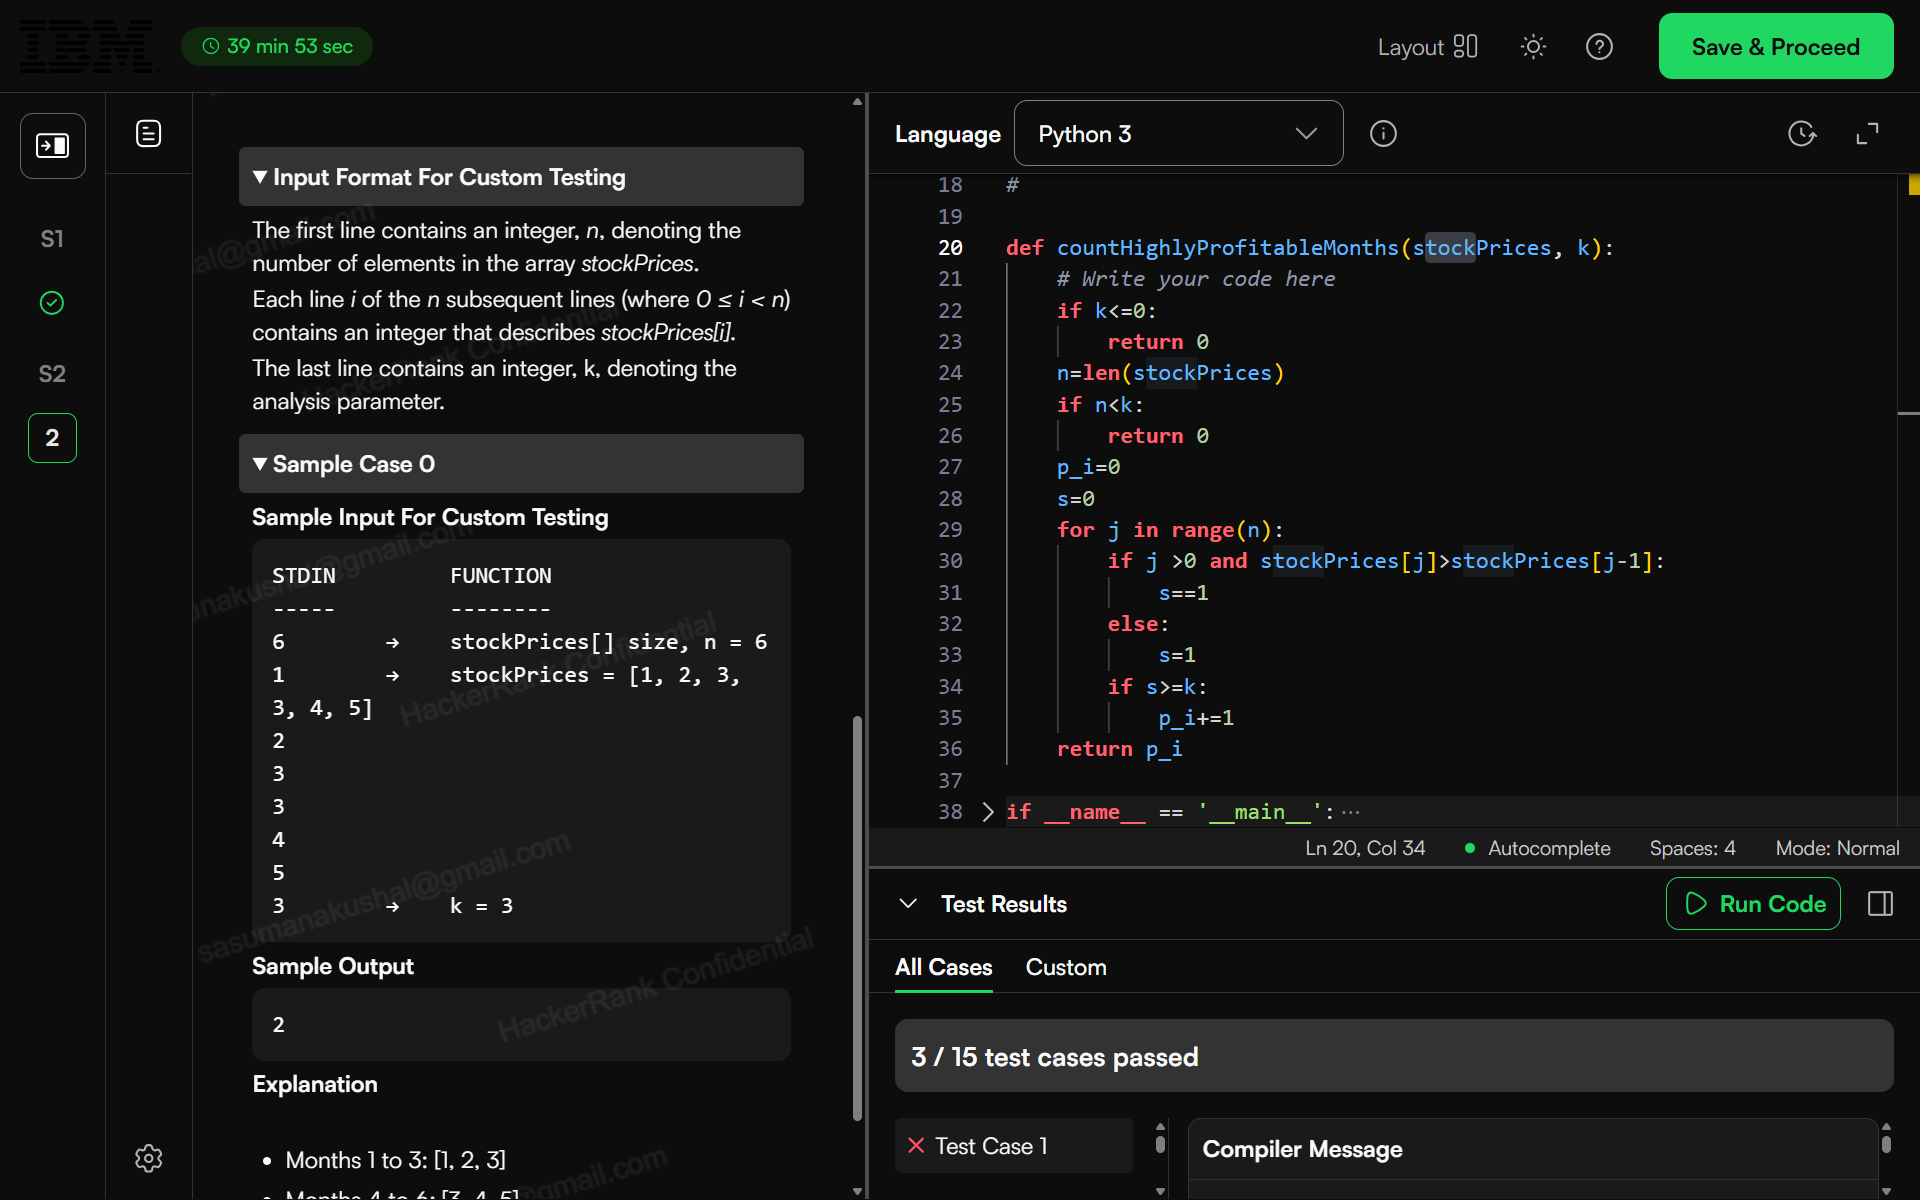 IBM
39 min 53 sec
Layout
Save & Proceed
S1
S2
2
Input Format For Custom Testing
The first line contains an integer, n, denoting the
number of elements in the array stockPrices.
Each line i of the n subsequent lines (where 0 ≤ i < n)
contains an integer that describes stockPrices[i].
The last line contains an integer, k, denoting the
analysis parameter.
Sample Case 0
Sample Input For Custom Testing
STDIN FUNCTION
----- --------
6 → stockPrices[] size, n = 6
1 → stockPrices = [1, 2, 3,
3, 4, 5]
2
3
3
4
5
3 → k = 3
Sample Output
2
Explanation
• Months 1 to 3: [1, 2, 3]
• Months 4 to 6: [3, 4, 5]
HackerRank Confidential
sasumanakushal@gmail.com
HackerRank Confidential
Language
Python 3
18 #
19
20 def countHighlyProfitableMonths(stockPrices, k):
21 # Write your code here
22 if k<=0:
23 return 0
24 n=len(stockPrices)
25 if n<k:
26 return 0
27 p_i=0
28 s=0
29 for j in range(n):
30 if j >0 and stockPrices[j]>stockPrices[j-1]:
31 s==1
32 else:
33 s=1
34 if s>=k:
35 p_i+=1
36 return p_i
37
38 if __name__ == '__main__': ...
Ln 20, Col 34
Autocomplete
Spaces: 4
Mode: Normal
Test Results
Run Code
All Cases
Custom
3 / 15 test cases passed
Test Case 1
Compiler Message